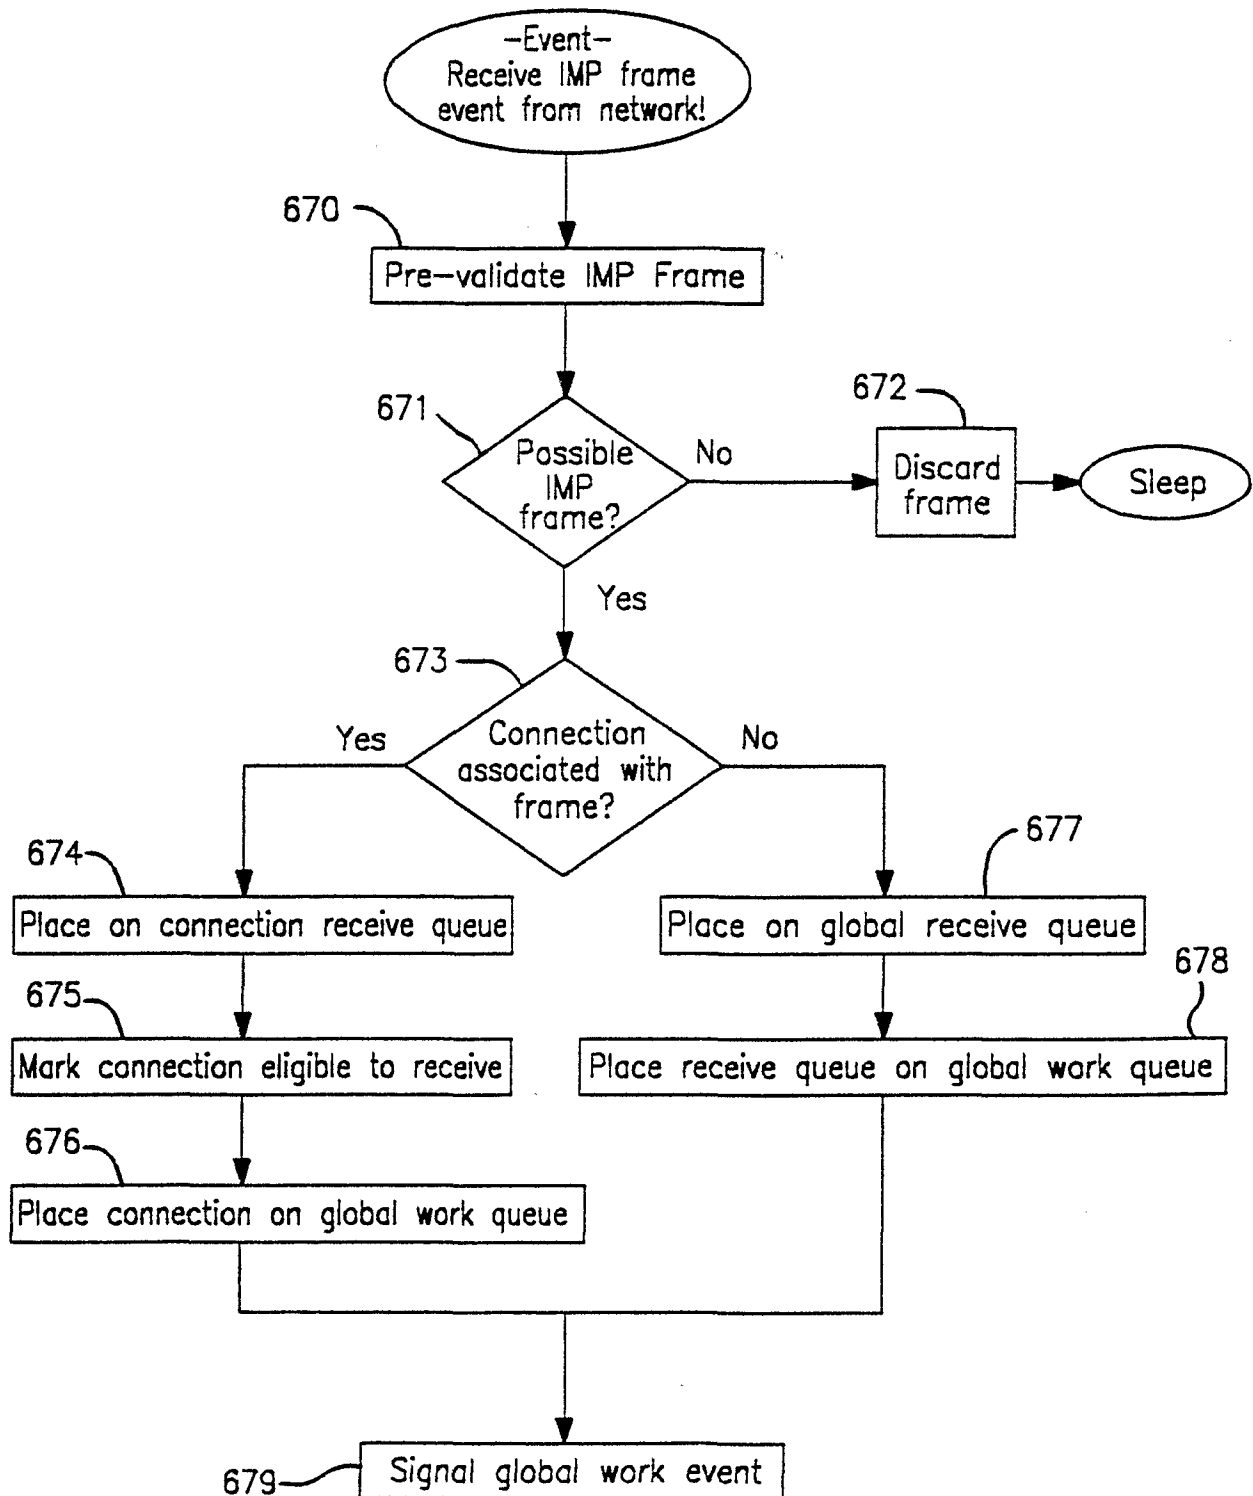 -Event-
Receive IMP frame
event from network!
670
Pre-validate IMP Frame
671
Possible
IMP
frame?
No
672
Discard
frame
Sleep
Yes
673
Connection
associated with
frame?
Yes
No
674
Place on connection receive queue
677
Place on global receive queue
675
Mark connection eligible to receive
678
Place receive queue on global work queue
676
Place connection on global work queue
679
Signal global work event